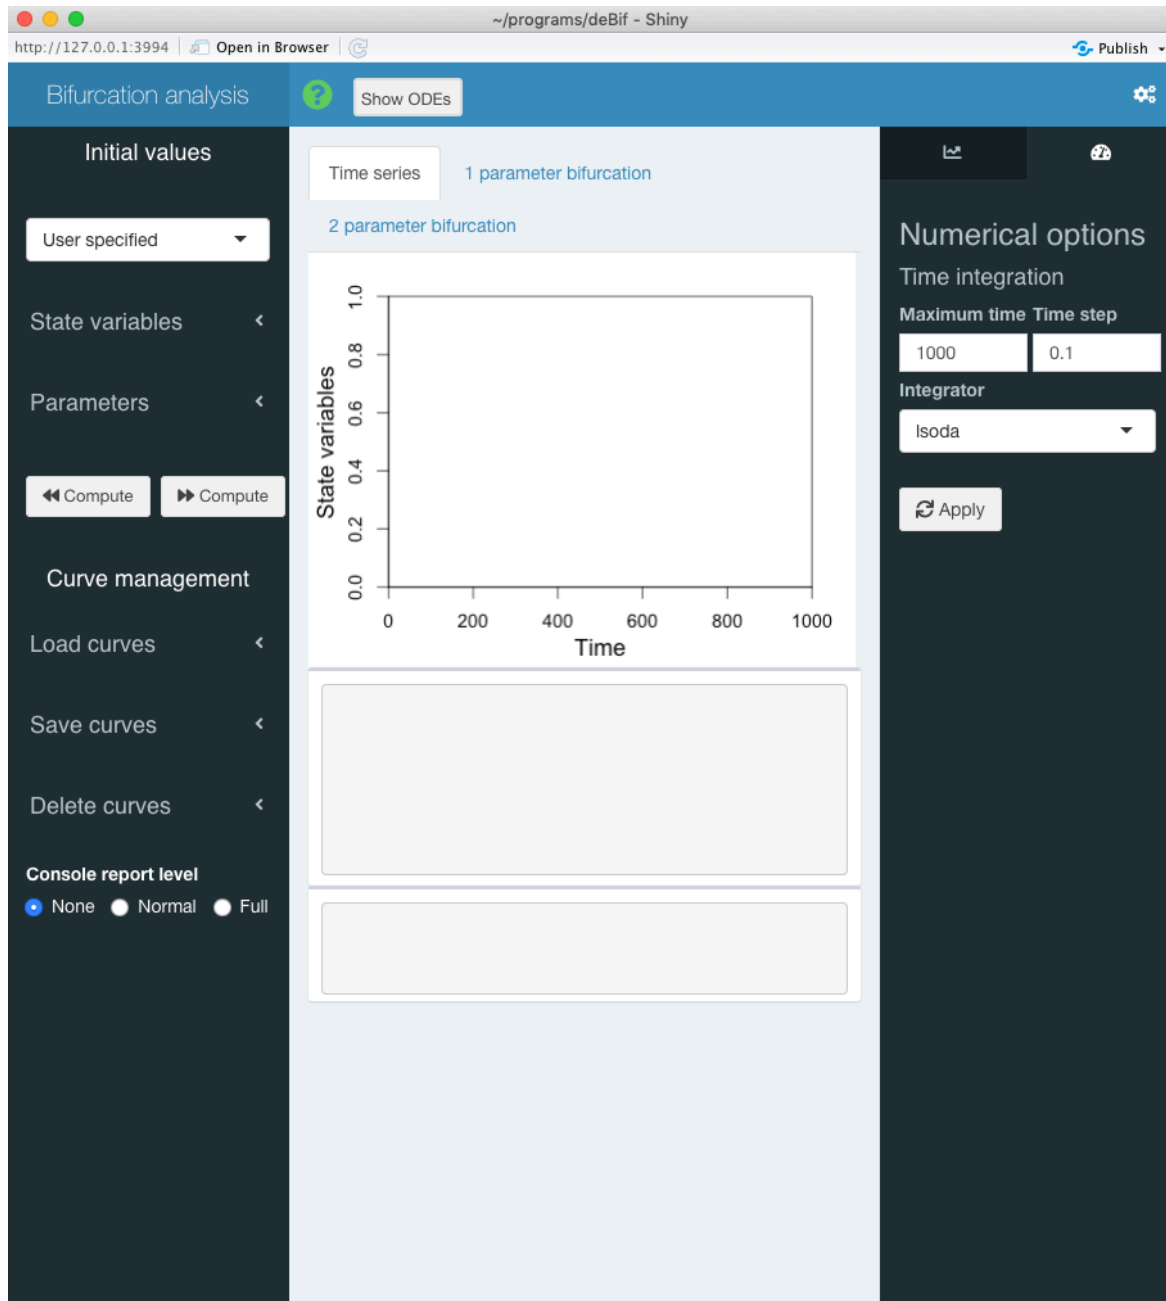 ~/programs/deBif - Shiny
http://127.0.0.1:3994 Open in Browser Publish
Bifurcation analysis ? Show ODEs
Initial values
User specified
State variables
Parameters
Compute Compute
Curve management
Load curves
Save curves
Delete curves
Console report level
None Normal Full
Time series 1 parameter bifurcation
2 parameter bifurcation
State variables
1.0
0.8
0.6
0.4
0.2
0.0
0 200 400 600 800 1000
Time
Numerical options
Time integration
Maximum time Time step
1000 0.1
Integrator
lsoda
Apply